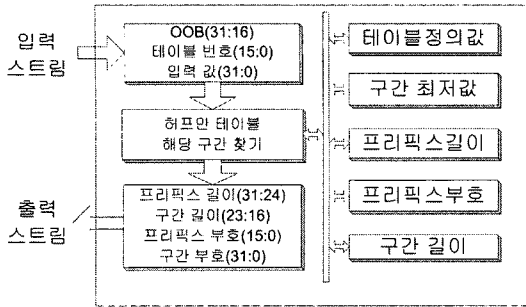 입력
스트림
OOB(31:16)
테이블 번호(15:0)
입력 값(31:0)
허프만 테이블
해당 구간 찾기
출력
스트림
프리픽스 길이(31:24)
구간 길이(23:16)
프리픽스 부호(15:0)
구간 부호(31:0)
테이블정의값
구간 최저값
프리픽스길이
프리픽스부호
구간 길이